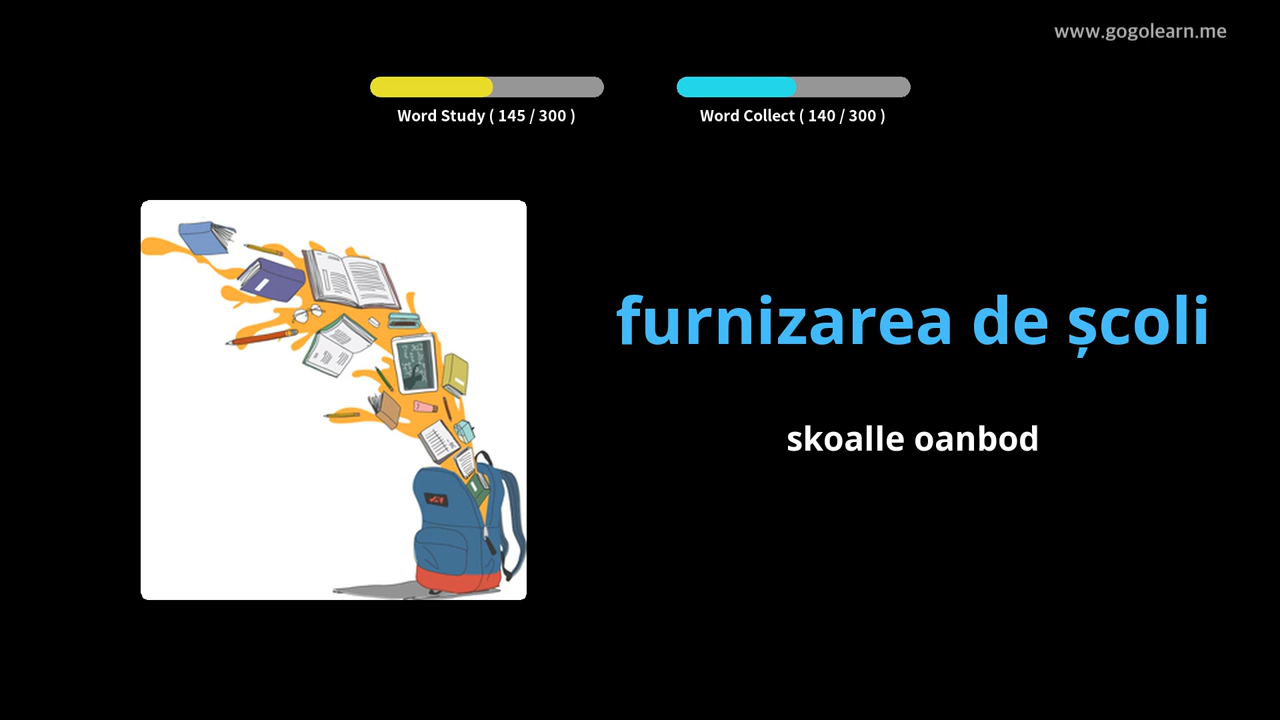 www.gogolearn.me
Word Study ( 145 / 300 )
Word Collect ( 140 / 300 )
furnizarea de școli
skoalle oanbod